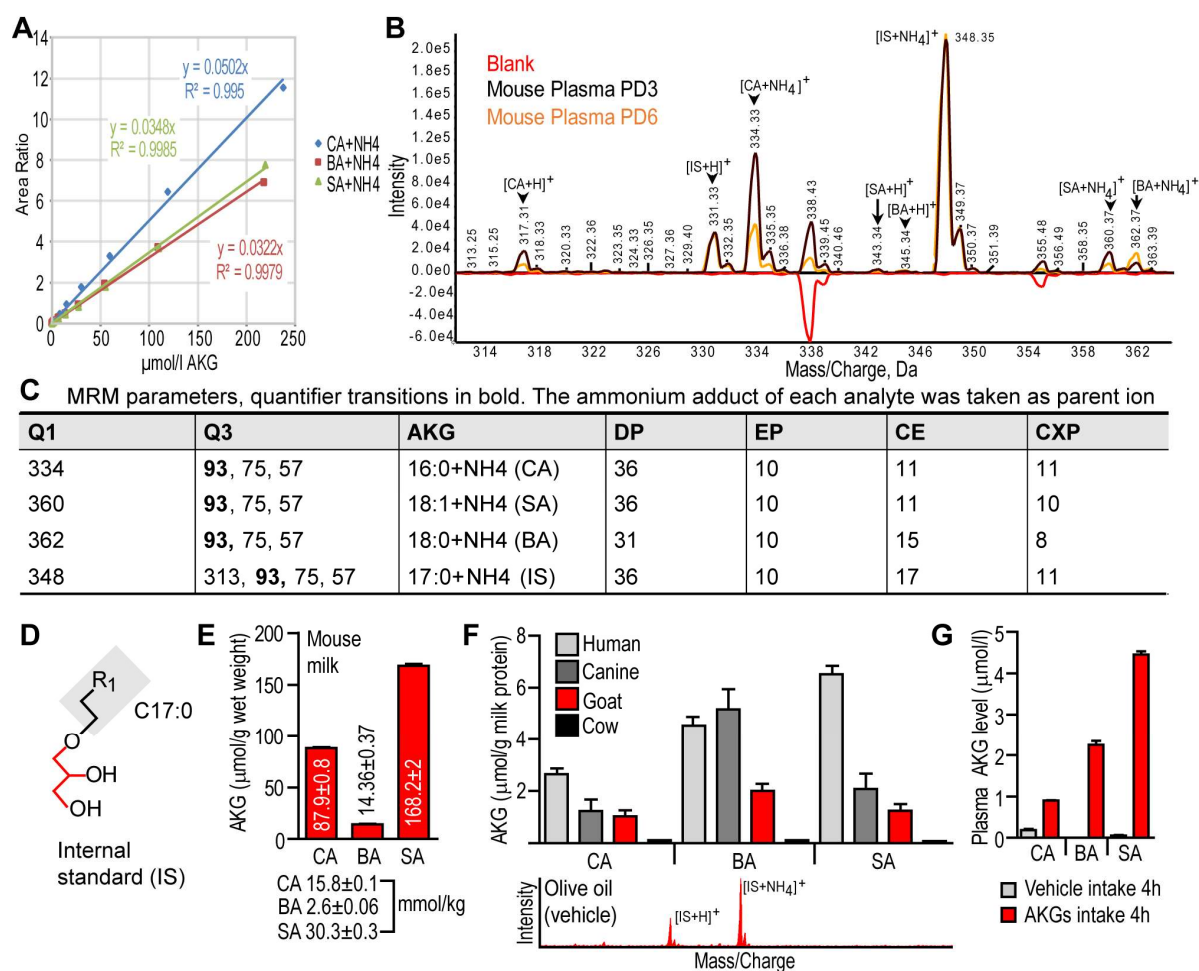 A
14
12
10
8
6
4
2
0
Area Ratio
0 50 100 150 200 250
µmol/l AKG
y = 0.0502x
R² = 0.995
y = 0.0348x
R² = 0.9985
y = 0.0322x
R² = 0.9979
CA+NH4
BA+NH4
SA+NH4
B
Intensity
2.0e5
1.8e5
1.6e5
1.4e5
1.2e5
1.0e5
8.0e4
6.0e4
4.0e4
2.0e4
0.0e0
-2.0e4
-4.0e4
-6.0e4
Blank
Mouse Plasma PD3
Mouse Plasma PD6
[CA+H]+
[IS+H]+
[CA+NH₄]+
[IS+NH₄]+
348.35
[SA+H]+
[BA+H]+
[SA+NH₄]+
[BA+NH₄]+
313.25 315.25 317.31 318.33 320.33 322.36 323.35 324.33 326.35 327.36 329.40 331.33 332.35 334.33 335.35 336.38 338.43 339.45 340.46 343.34 345.34 349.37 350.37 351.39 355.48 356.49 358.35 360.37 362.37 363.39
314 318 322 326 330 334 338 342 346 350 354 358 362
Mass/Charge, Da
C MRM parameters, quantifier transitions in bold. The ammonium adduct of each analyte was taken as parent ion
Q1 Q3 AKG DP EP CE CXP
334 93, 75, 57 16:0+NH4 (CA) 36 10 11 11
360 93, 75, 57 18:1+NH4 (SA) 36 10 11 10
362 93, 75, 57 18:0+NH4 (BA) 31 10 15 8
348 313, 93, 75, 57 17:0+NH4 (IS) 36 10 17 11
D
R1
C17:0
O
OH
OH
Internal
standard (IS)
E
Mouse
milk
AKG (µmol/g wet weight)
200
150
100
50
0
87.9±0.8
14.36±0.37
168.2±2
CA BA SA
CA 15.8±0.1
BA 2.6±0.06
SA 30.3±0.3
mmol/kg
F
AKG (µmol/g milk protein)
8
6
4
2
Human
Canine
Goat
Cow
CA BA SA
Olive oil
(vehicle)
[IS+H]+
[IS+NH₄]+
Intensity
Mass/Charge
G
Plasma AKG level (µmol/l)
5
4
3
2
1
0
CA BA SA
Vehicle intake 4h
AKGs intake 4h